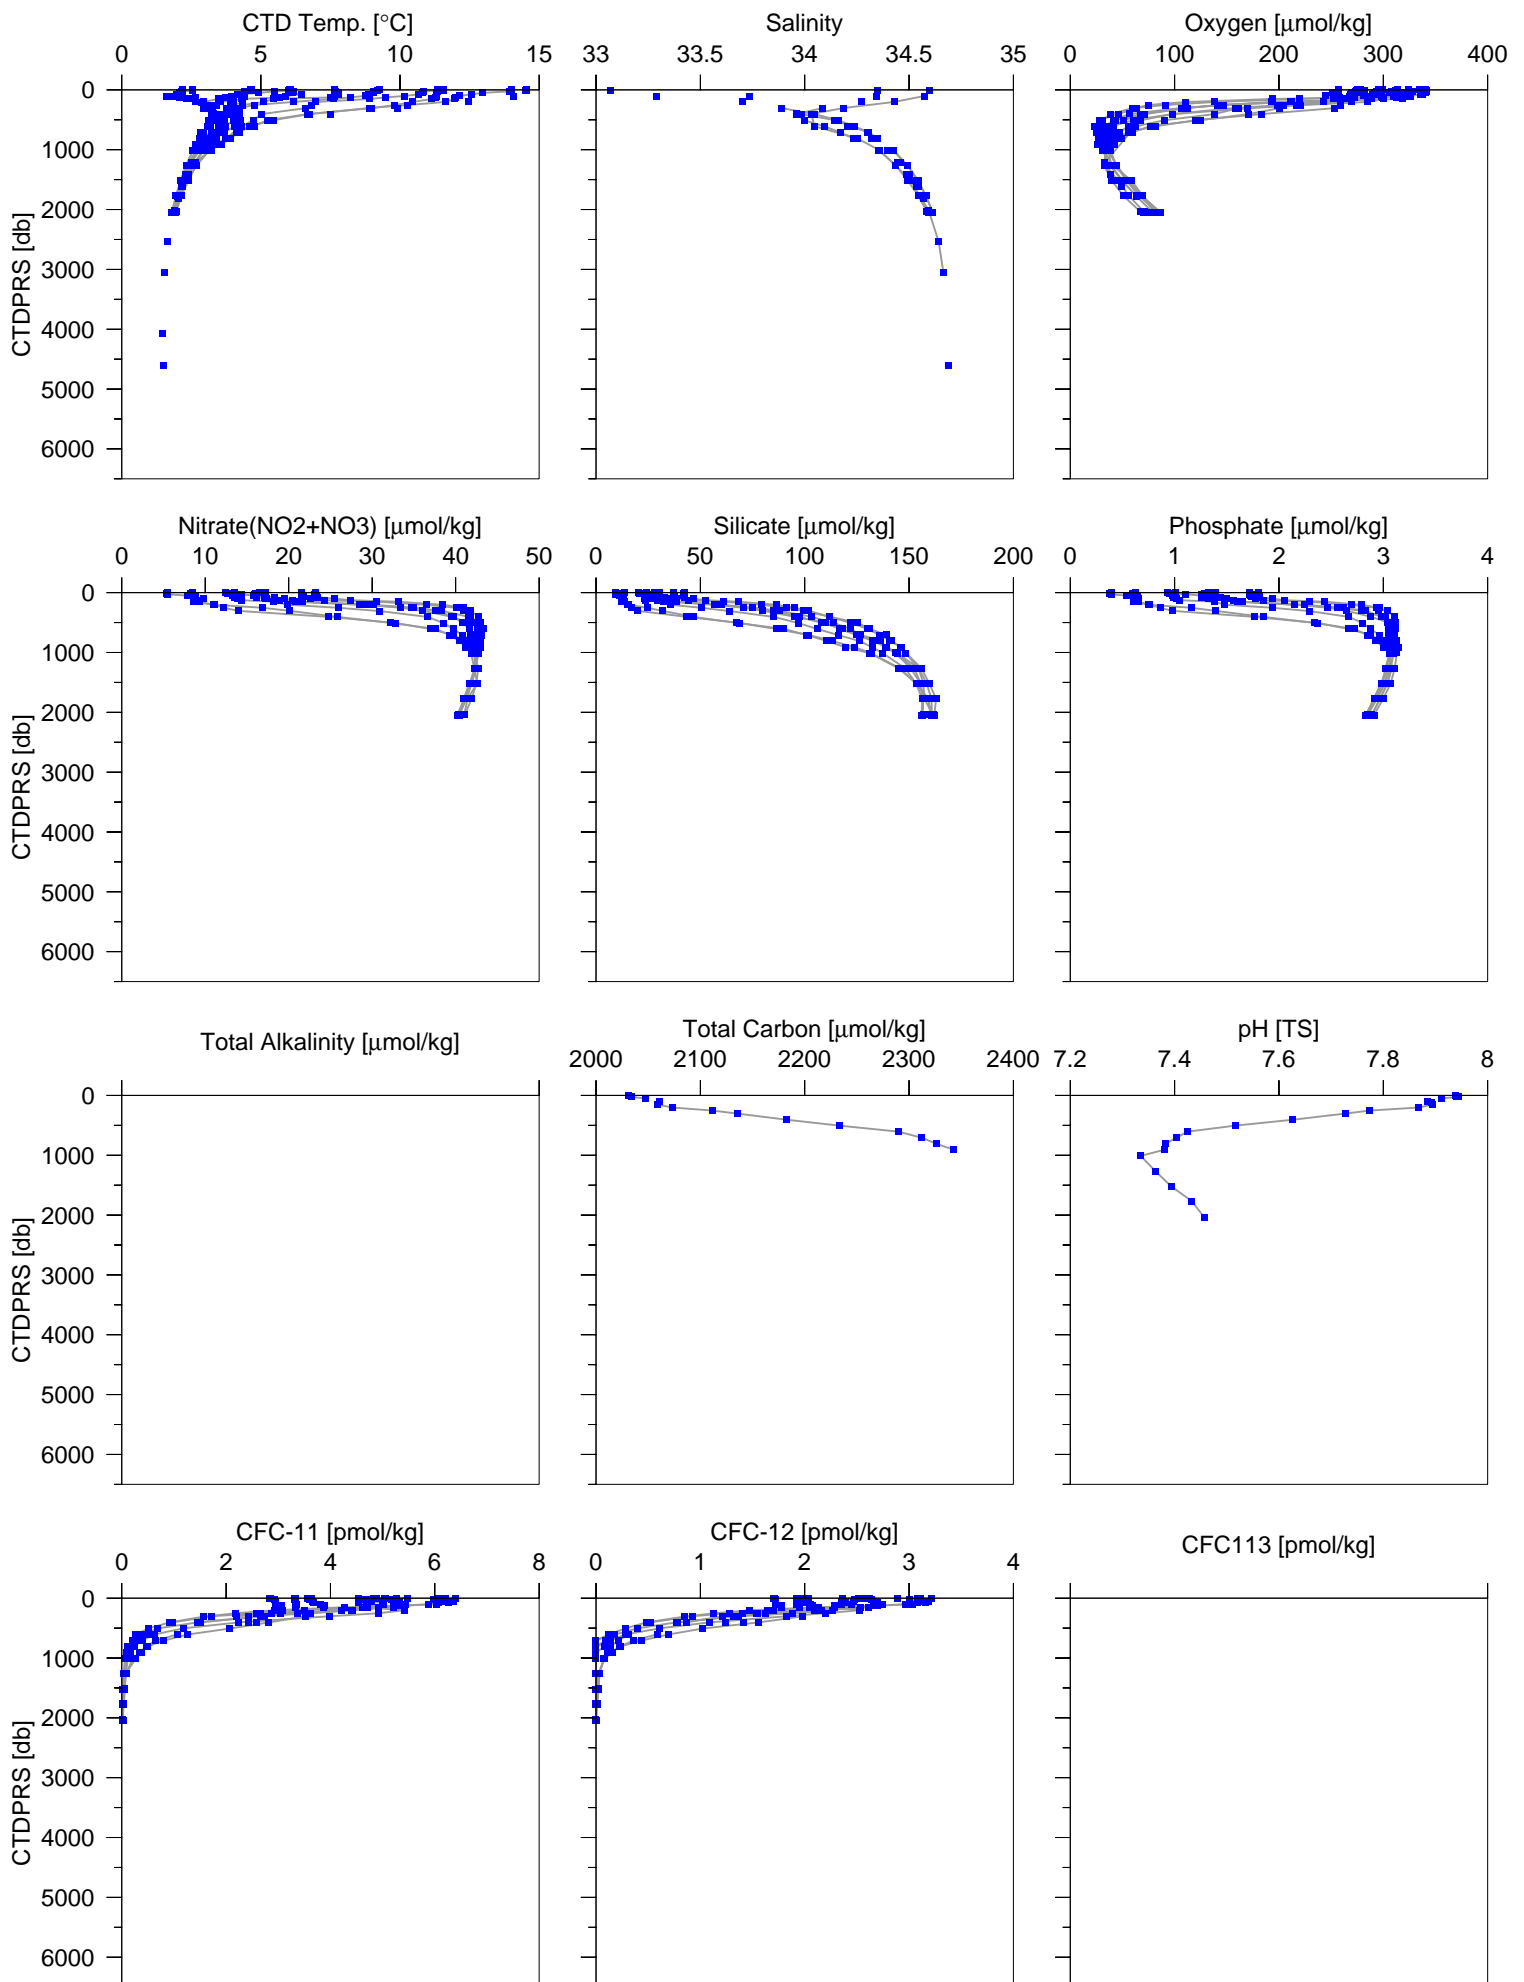 CTD Temp. [°C] Salinity Oxygen [μmol/kg]
0 5 10 15 33 33.5 34 34.5 35 0 100 200 300 400
0
1000
2000
3000
4000
5000
6000
CTDPRS [db]
Nitrate(NO2+NO3) [μmol/kg] Silicate [μmol/kg] Phosphate [μmol/kg]
0 10 20 30 40 50 0 50 100 150 200 0 1 2 3 4
0
1000
2000
3000
4000
5000
6000
CTDPRS [db]
Total Alkalinity [μmol/kg] Total Carbon [μmol/kg] pH [TS]
2000 2100 2200 2300 2400 7.2 7.4 7.6 7.8 8
0
1000
2000
3000
4000
5000
6000
CTDPRS [db]
CFC-11 [pmol/kg] CFC-12 [pmol/kg] CFC113 [pmol/kg]
0 2 4 6 8 0 1 2 3 4
0
1000
2000
3000
4000
5000
6000
CTDPRS [db]